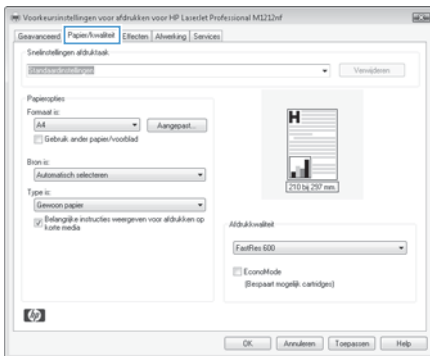 Voorkeursinstellingen voor afdrukken voor HP LaserJet Professional M1212nf
Geavanceerd Papier/kwaliteit Effecten Afwerking Services
Snelinstellingen afdruktaak
Standaardinstellingen
Verwijderen
Papieropties
Formaat is:
A4
Aangepast...
Gebruik ander papier/voorblad
Bron is:
Automatisch selecteren
Type is:
Gewoon papier
Belangrijke instructies weergeven voor afdrukken op
korte media
H
210 bij 297 mm.
Afdrukkwaliteit
FastRes 600
EconoMode
(Bespaart mogelijk cartridges)
hp
OK Annuleren Toepassen Help